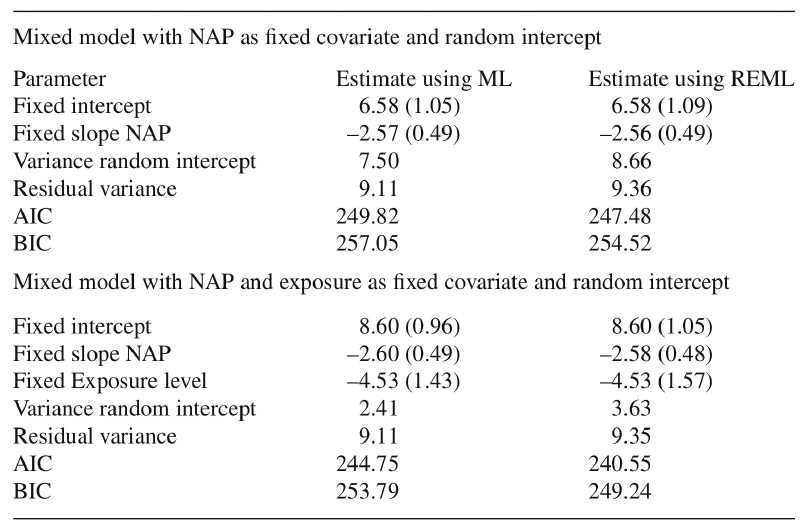 Mixed model with NAP as fixed covariate and random intercept
Parameter Estimate using ML Estimate using REML
Fixed intercept 6.58 (1.05) 6.58 (1.09)
Fixed slope NAP –2.57 (0.49) –2.56 (0.49)
Variance random intercept 7.50 8.66
Residual variance 9.11 9.36
AIC 249.82 247.48
BIC 257.05 254.52
Mixed model with NAP and exposure as fixed covariate and random intercept
Fixed intercept 8.60 (0.96) 8.60 (1.05)
Fixed slope NAP –2.60 (0.49) –2.58 (0.48)
Fixed Exposure level –4.53 (1.43) –4.53 (1.57)
Variance random intercept 2.41 3.63
Residual variance 9.11 9.35
AIC 244.75 240.55
BIC 253.79 249.24